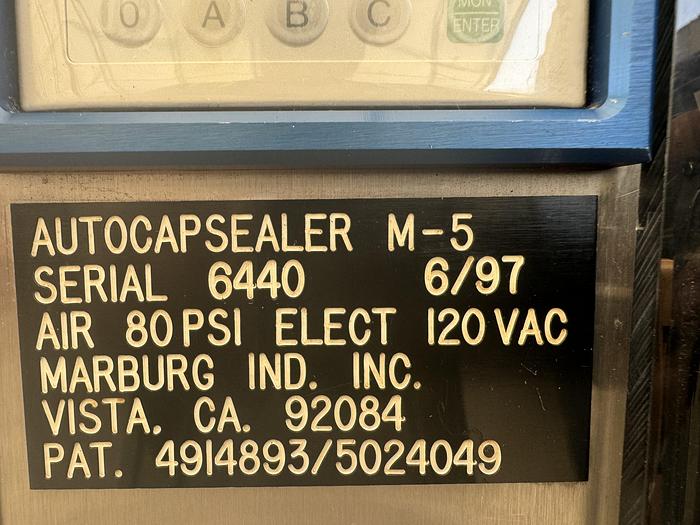 10 A B C MON
ENTER
AUTOCAPSEALER M-5
SERIAL 6440 6/97
AIR 80 PSI ELECT 120 VAC
MARBURG IND. INC.
VISTA, CA. 92084
PAT. 4914893/5024049